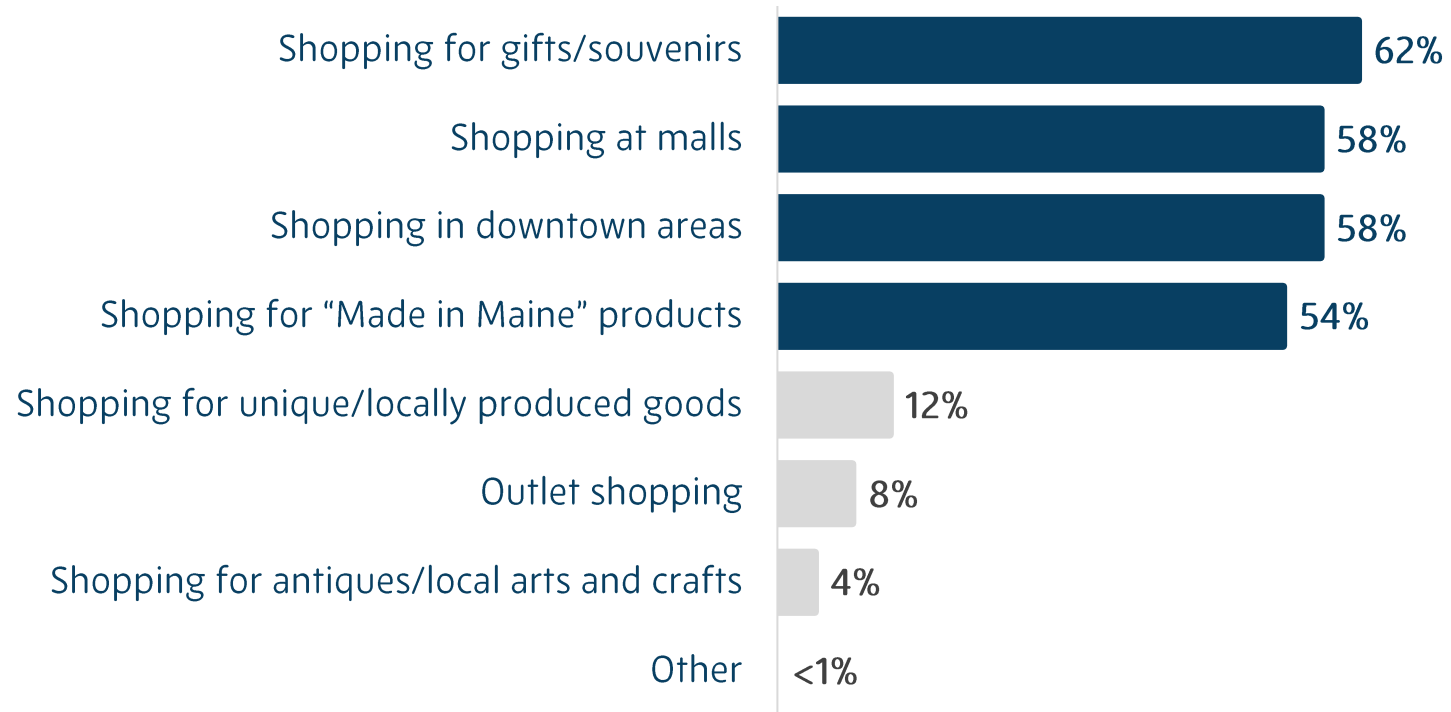 Shopping for gifts/souvenirs 62%
Shopping at malls 58%
Shopping in downtown areas 58%
Shopping for “Made in Maine” products 54%
Shopping for unique/locally produced goods 12%
Outlet shopping 8%
Shopping for antiques/local arts and crafts 4%
Other <1%